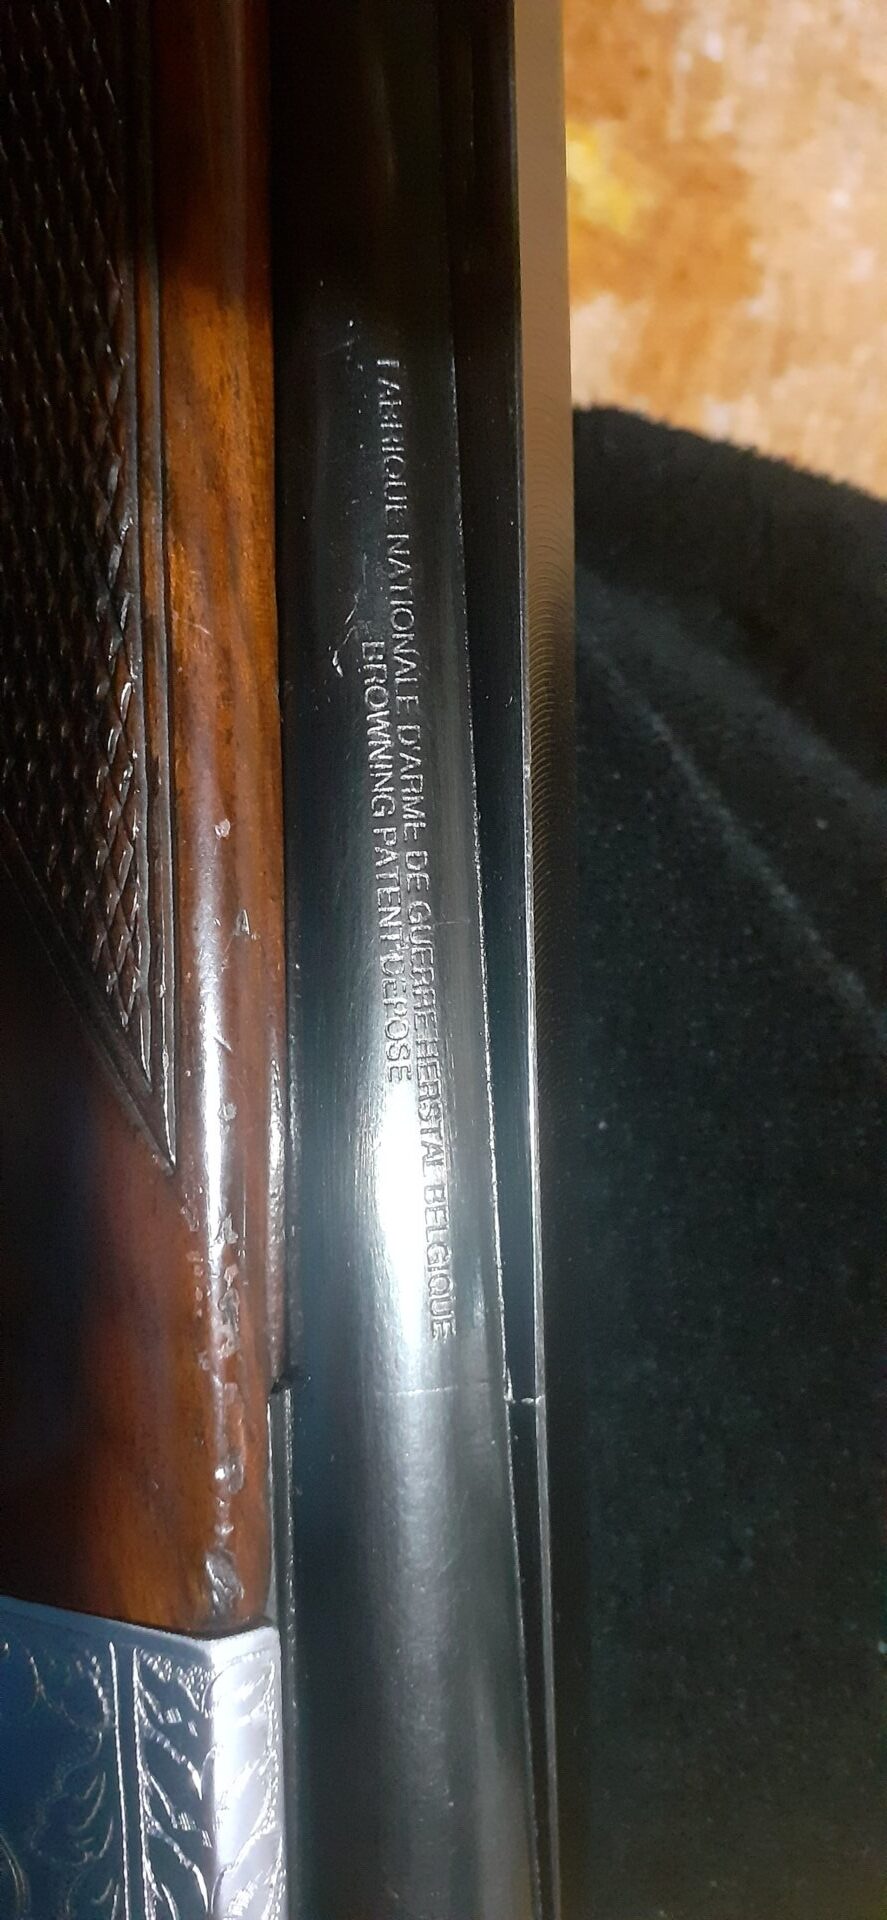 FABRIQUE NATIONALE D'ARME DE GUERRE HERSTAL BELGIQUE
BROWNING PATENT DEPOSE